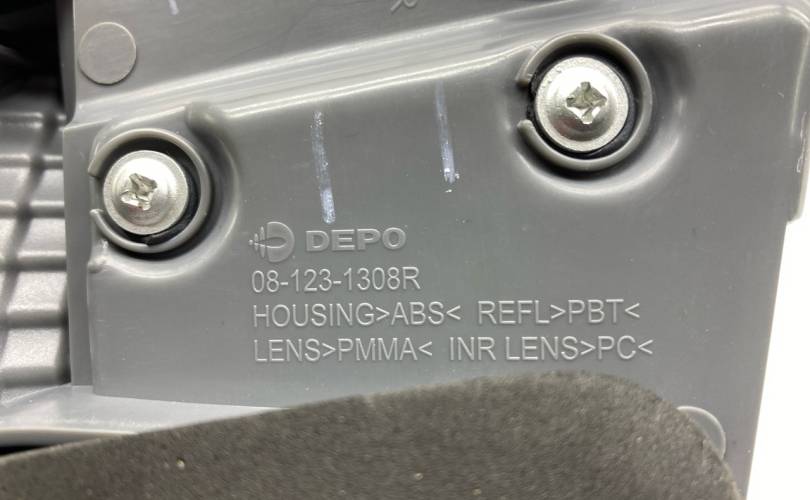 DEPO
08-123-1308R
HOUSING>ABS< REFL>PBT<
LENS>PMMA< INR LENS>PC<